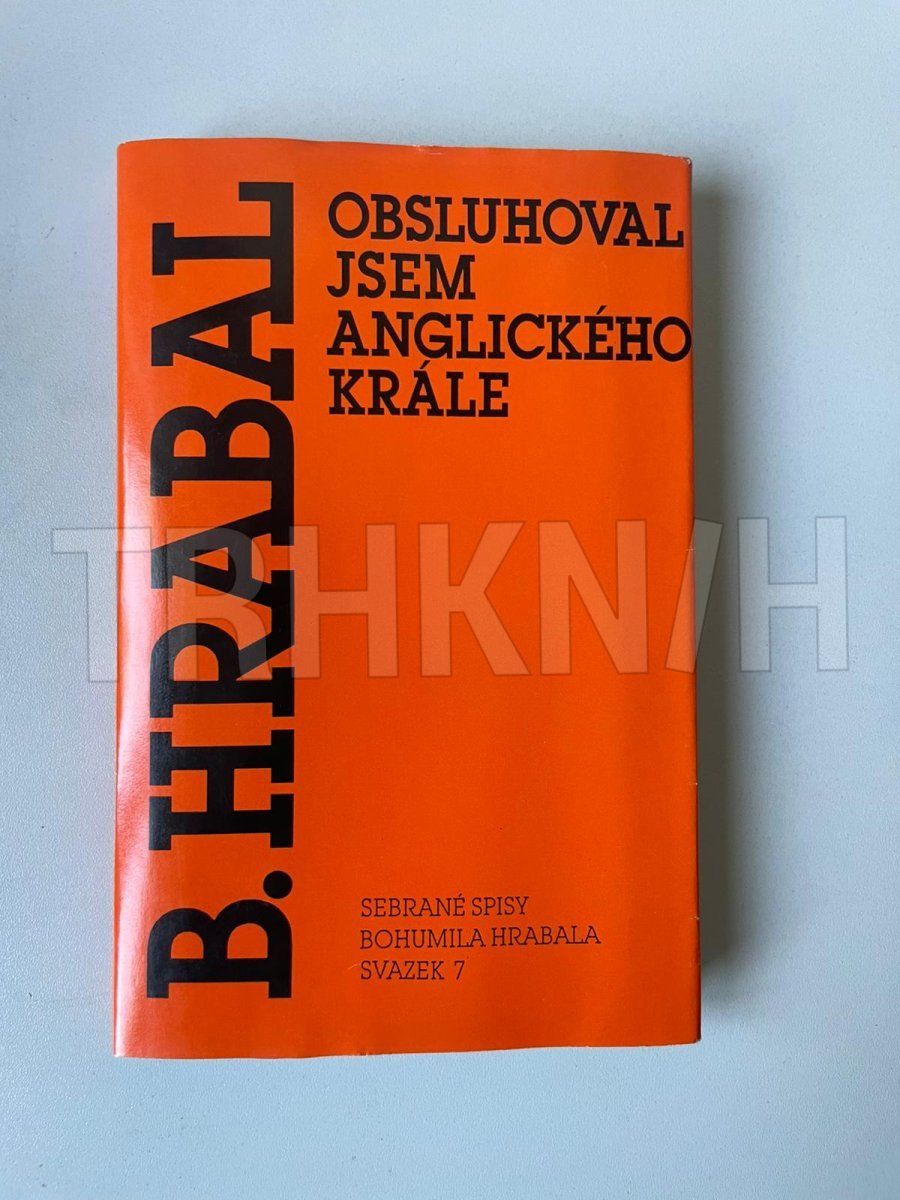 B. HRABAL
OBSLUHOVAL
JSEM
ANGLICKÉHO
KRÁLE
SEBRANÉ SPISY
BOHUMILA HRABALA
SVAZEK 7
TRHKNIH